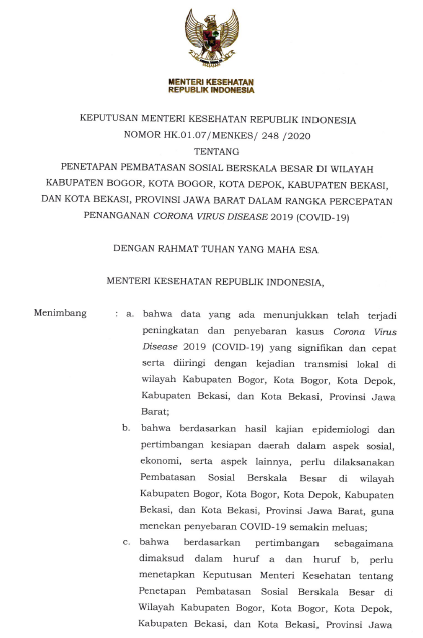 MENTERI KESEHATAN
REPUBLIK INDONESIA
KEPUTUSAN MENTERI KESEHATAN REPUBLIK INDONESIA
NOMOR HK.01.07/MENKES/ 248 /2020
TENTANG
PENETAPAN PEMBATASAN SOSIAL BERSKALA BESAR DI WILAYAH
KABUPATEN BOGOR, KOTA BOGOR, KOTA DEPOK, KABUPATEN BEKASI,
DAN KOTA BEKASI, PROVINSI JAWA BARAT DALAM RANGKA PERCEPATAN
PENANGANAN CORONA VIRUS DISEASE 2019 (COVID-19)
DENGAN RAHMAT TUHAN YANG MAHA ESA
MENTERI KESEHATAN REPUBLIK INDONESIA,
Menimbang : a. bahwa data yang ada menunjukkan telah terjadi
peningkatan dan penyebaran kasus Corona Virus
Disease 2019 (COVID-19) yang signifikan dan cepat
serta diiringi dengan kejadian transmisi lokal di
wilayah Kabupaten Bogor, Kota Bogor, Kota Depok,
Kabupaten Bekasi, dan Kota Bekasi, Provinsi Jawa
Barat;
b. bahwa berdasarkan hasil kajian epidemiologi dan
pertimbangan kesiapan daerah dalam aspek sosial,
ekonomi, serta aspek lainnya, perlu dilaksanakan
Pembatasan Sosial Berskala Besar di wilayah
Kabupaten Bogor, Kota Bogor, Kota Depok, Kabupaten
Bekasi, dan Kota Bekasi, Provinsi Jawa Barat, guna
menekan penyebaran COVID-19 semakin meluas;
c. bahwa berdasarkan pertimbangan sebagaimana
dimaksud dalam huruf a dan huruf b, perlu
menetapkan Keputusan Menteri Kesehatan tentang
Penetapan Pembatasan Sosial Berskala Besar di
Wilayah Kabupaten Bogor, Kota Bogor, Kota Depok,
Kabupaten Bekasi, dan Kota Bekasi, Provinsi Jawa